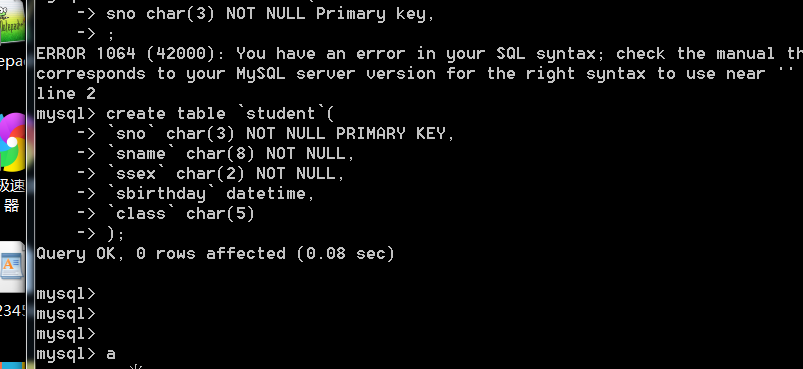 -> sno char(3) NOT NULL Primary key,
-> ;
ERROR 1064 (42000): You have an error in your SQL syntax; check the manual th
corresponds to your MySQL server version for the right syntax to use near ''
line 2
mysql> create table `student`(
-> `sno` char(3) NOT NULL PRIMARY KEY,
-> `sname` char(8) NOT NULL,
-> `ssex` char(2) NOT NULL,
-> `sbirthday` datetime,
-> `class` char(5)
-> );
Query OK, 0 rows affected (0.08 sec)
mysql>
mysql>
mysql>
mysql> a
epad
极速
器
2345